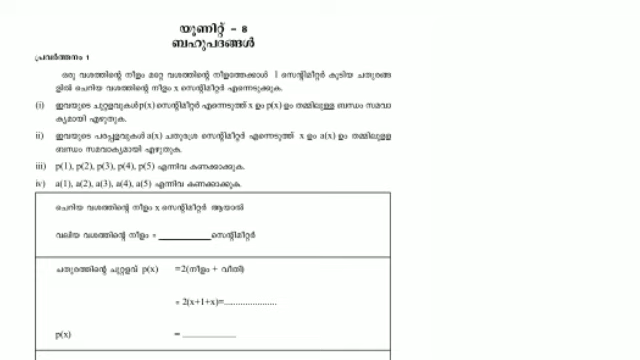 യൂണിറ്റ് - 8
ബഹുപദങ്ങൾ
പ്രവർത്തനം 1
ഒരു വശത്തിന്റെ നീളം മറ്റേ വശത്തിന്റെ നീളത്തേക്കാൾ 1 സെന്റിമീറ്റർ കൂടിയ ചതുരങ്ങ
ളിൽ ചെറിയ വശത്തിന്റെ നീളം x സെന്റിമീറ്റർ എന്നെടുക്കുക.
(i) ഇവയുടെ ചുറ്റളവുകൾ p(x) സെന്റിമീറ്റർ എന്നെടുത്ത് x ഉം p(x) ഉം തമ്മിലുള്ള ബന്ധം സമവാ
ക്യമായി എഴുതുക.
ii) ഇവയുടെ പരപ്പളവുകൾ a(x) ചതുരശ്ര സെന്റിമീറ്റർ എന്നെടുത്ത് x ഉം a(x) ഉം തമ്മിലുളള
ബന്ധം സമവാക്യമായി എഴുതുക.
iii) p(1), p(2), p(3), p(4), p(5) എന്നിവ കണക്കാക്കുക.
iv) a(1), a(2), a(3), a(4), a(5) എന്നിവ കണക്കാക്കുക.
ചെറിയ വശത്തിന്റെ നീളം x സെന്റിമീറ്റർ ആയാൽ
വലിയ വശത്തിന്റെ നീളം = __________ സെന്റിമീറ്റർ
ചതുരത്തിന്റെ ചുറ്റളവ് p(x) =2(നീളം + വീതി)
= 2(x+1+x)=.....................
p(x) = __________